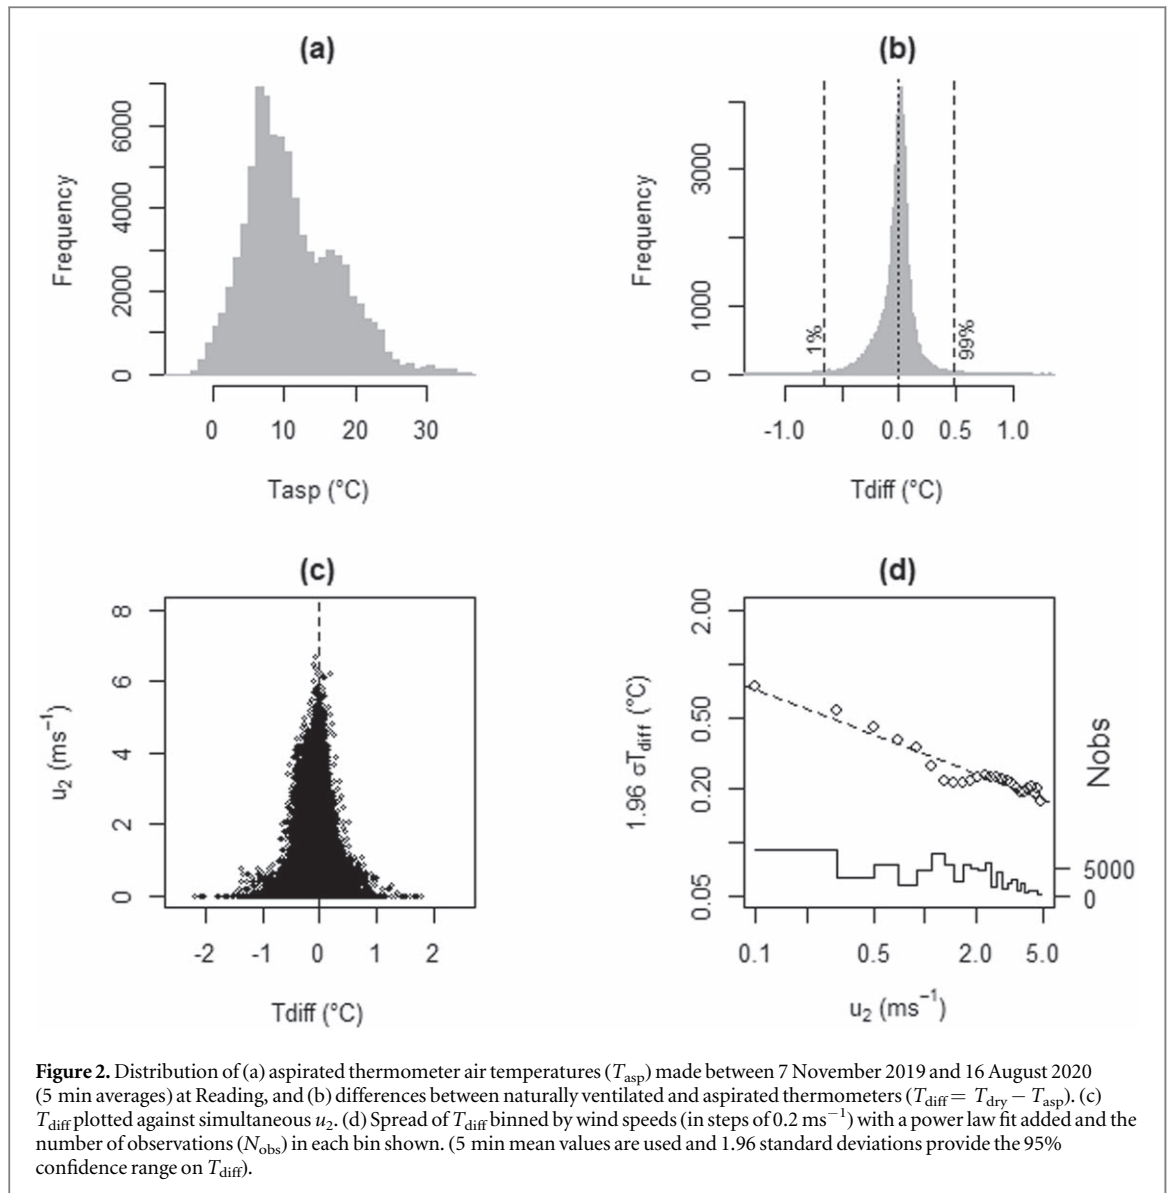 (a)
Frequency
0 2000 4000 6000
0 10 20 30
Tasp (°C)
(b)
Frequency
0 1000 3000
1%
99%
-1.0 0.0 0.5 1.0
Tdiff (°C)
(c)
u2 (ms−1)
0 2 4 6 8
-2 -1 0 1 2
Tdiff (°C)
(d)
1.96 σTdiff (°C)
0.05 0.20 0.50 2.00
Nobs
5000
0
0.1 0.5 2.0 5.0
u2 (ms−1)
Figure 2. Distribution of (a) aspirated thermometer air temperatures (Tasp) made between 7 November 2019 and 16 August 2020
(5 min averages) at Reading, and (b) differences between naturally ventilated and aspirated thermometers (Tdiff = Tdry − Tasp). (c)
Tdiff plotted against simultaneous u2. (d) Spread of Tdiff binned by wind speeds (in steps of 0.2 ms−1) with a power law fit added and the
number of observations (Nobs) in each bin shown. (5 min mean values are used and 1.96 standard deviations provide the 95%
confidence range on Tdiff).